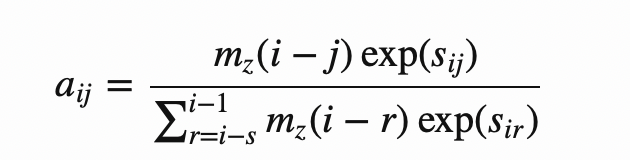 a_{ij} = \frac{m_z(i - j) \exp(s_{ij})}{\sum_{r=i-s}^{i-1} m_z(i - r) \exp(s_{ir})}